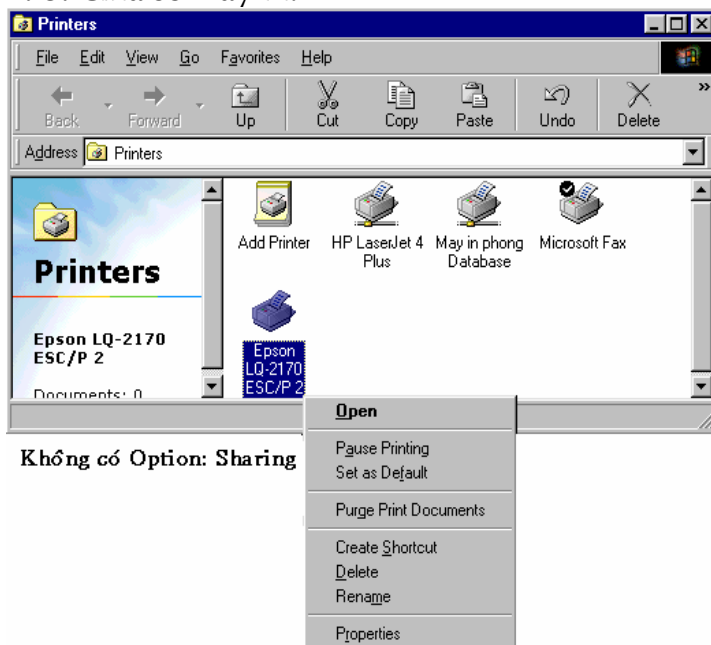 Printers
File Edit View Go Favorites Help
Back Forward Up Cut Copy Paste Undo Delete »
Address Printers
Printers
Epson LQ-2170
ESC/P 2
Documents: 0
Add Printer
HP LaserJet 4
Plus
May in phong
Database
Microsoft Fax
Epson
LQ-2170
ESC/P 2
Open
Pause Printing
Set as Default
Purge Print Documents
Create Shortcut
Delete
Rename
Properties
Không có Option: Sharing